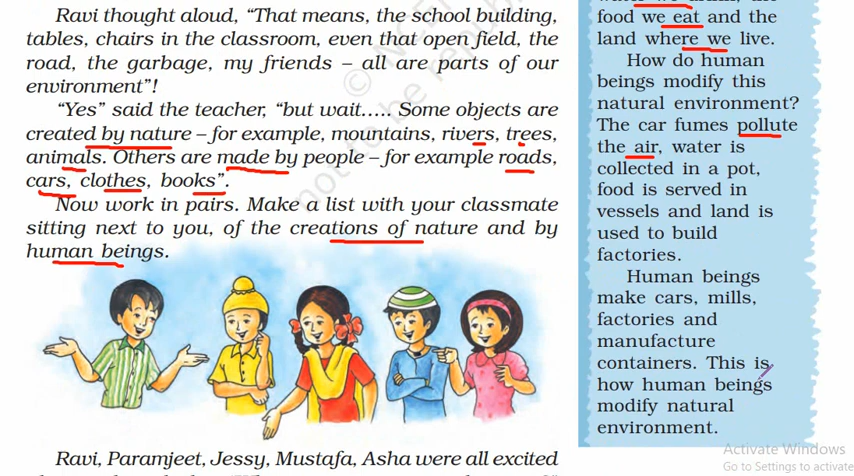 Ravi thought aloud, “That means, the school building,
tables, chairs in the classroom, even that open field, the
road, the garbage, my friends – all are parts of our
environment”!
“Yes” said the teacher, “but wait….. Some objects are
created by nature – for example, mountains, rivers, trees,
animals. Others are made by people – for example roads,
cars, clothes, books”.
Now work in pairs. Make a list with your classmate
sitting next to you, of the creations of nature and by
human beings.
Ravi, Paramjeet, Jessy, Mustafa, Asha were all excited
food we eat and the
land where we live.
How do human
beings modify this
natural environment?
The car fumes pollute
the air, water is
collected in a pot,
food is served in
vessels and land is
used to build
factories.
Human beings
make cars, mills,
factories and
manufacture
containers. This is
how human beings
modify natural
environment.
Activate Windows
Go to Settings to activate
not to be republ
© NCE